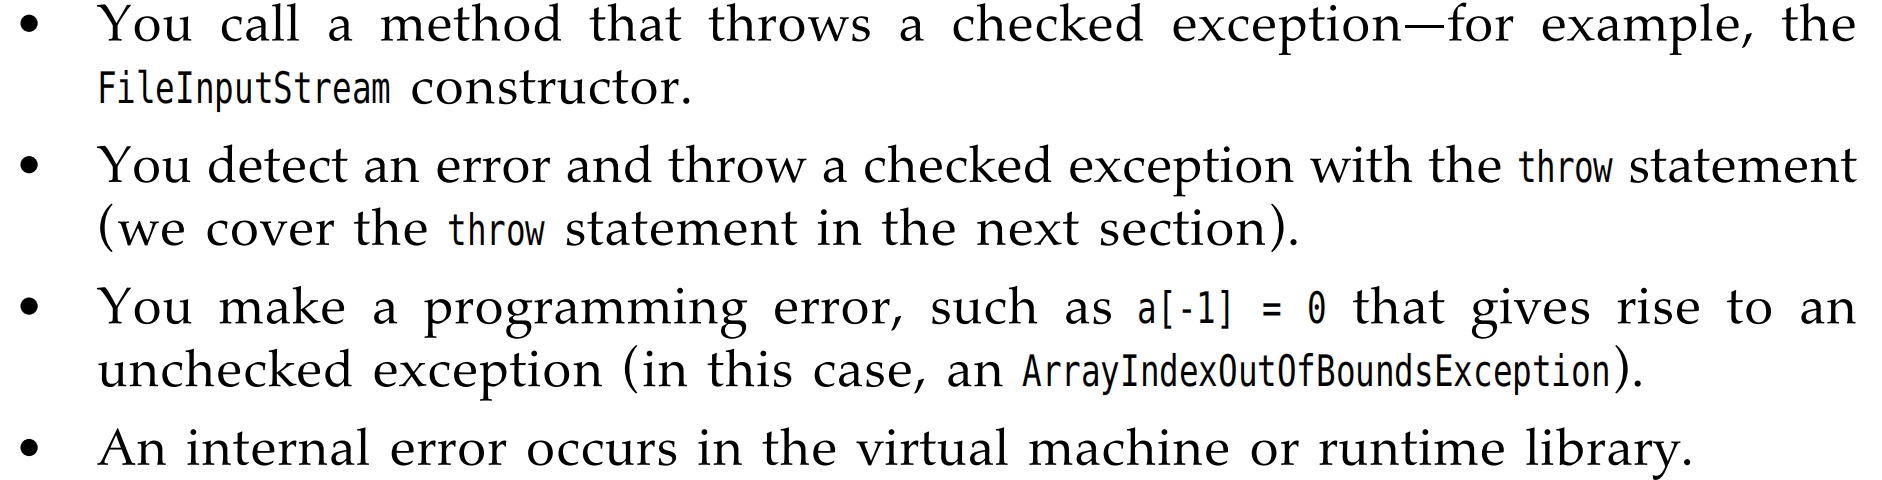 • You call a method that throws a checked exception—for example, the
FileInputStream constructor.
• You detect an error and throw a checked exception with the throw statement
(we cover the throw statement in the next section).
• You make a programming error, such as a[-1] = 0 that gives rise to an
unchecked exception (in this case, an ArrayIndexOutOfBoundsException).
• An internal error occurs in the virtual machine or runtime library.